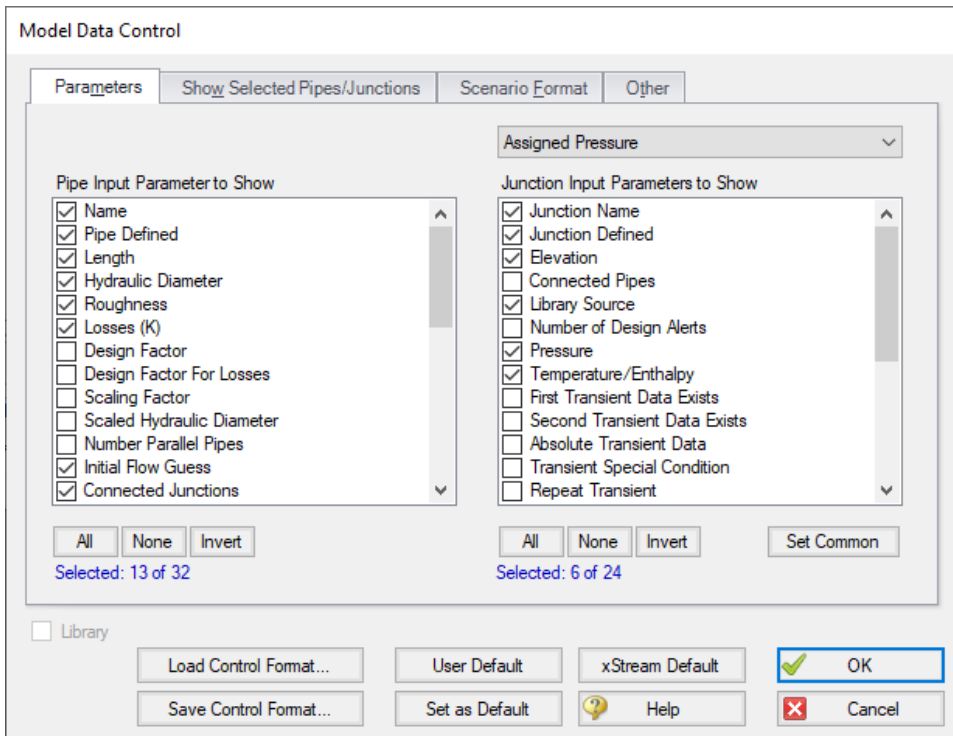 Model Data Control
Parameters
Show Selected Pipes/Junctions
Scenario Format
Other
Assigned Pressure
Pipe Input Parameter to Show
Name
Pipe Defined
Length
Hydraulic Diameter
Roughness
Losses (K)
Design Factor
Design Factor For Losses
Scaling Factor
Scaled Hydraulic Diameter
Number Parallel Pipes
Initial Flow Guess
Connected Junctions
All
None
Invert
Selected: 13 of 32
Junction Input Parameters to Show
Junction Name
Junction Defined
Elevation
Connected Pipes
Library Source
Number of Design Alerts
Pressure
Temperature/Enthalpy
First Transient Data Exists
Second Transient Data Exists
Absolute Transient Data
Transient Special Condition
Repeat Transient
All
None
Invert
Set Common
Selected: 6 of 24
Library
Load Control Format...
User Default
xStream Default
OK
Save Control Format...
Set as Default
Help
Cancel